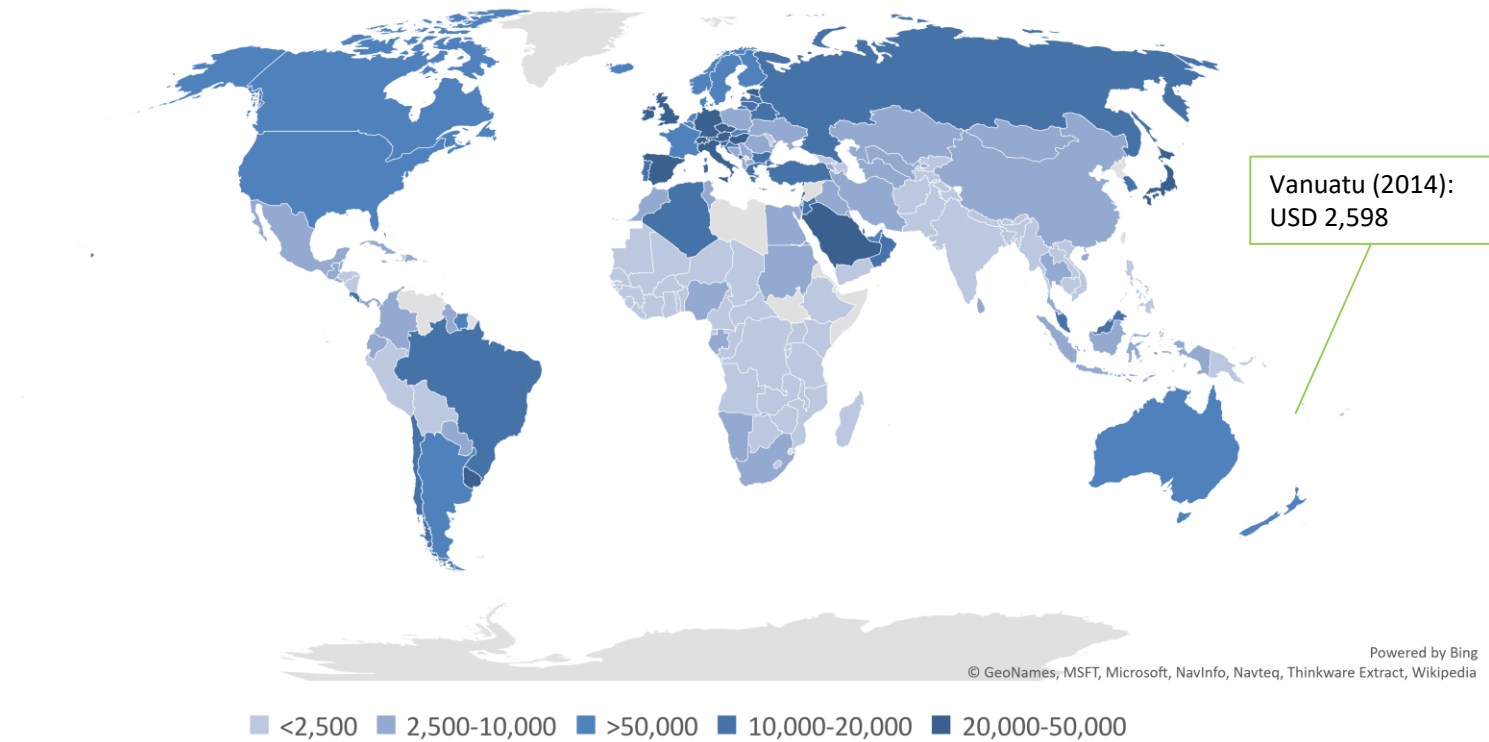 Vanuatu (2014):
USD 2,598
Powered by Bing
© GeoNames, MSFT, Microsoft, NavInfo, Navteq, Thinkware Extract, Wikipedia
<2,500 2,500-10,000 >50,000 10,000-20,000 20,000-50,000